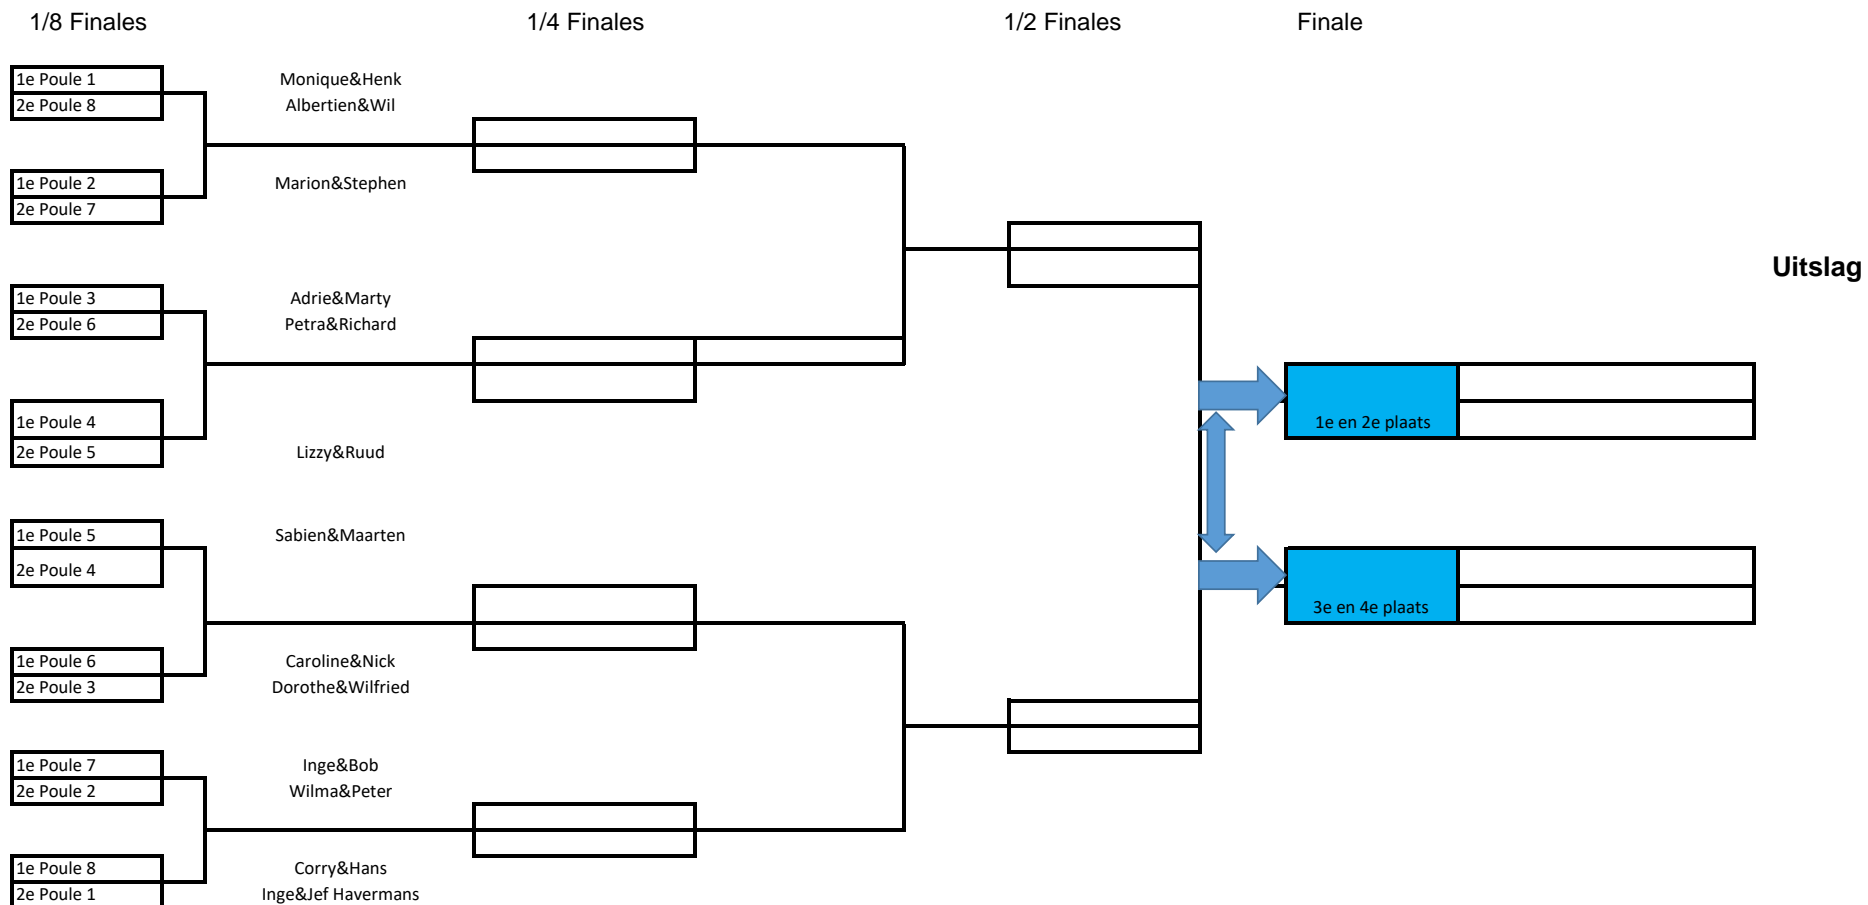 1/8 Finales 1/4 Finales 1/2 Finales Finale
1e Poule 1 Monique&Henk
2e Poule 8 Albertien&Wil
1e Poule 2 Marion&Stephen
2e Poule 7
Uitslag
1e Poule 3 Adrie&Marty
2e Poule 6 Petra&Richard
1e Poule 4 1e en 2e plaats
2e Poule 5 Lizzy&Ruud
1e Poule 5 Sabien&Maarten
2e Poule 4
3e en 4e plaats
1e Poule 6 Caroline&Nick
2e Poule 3 Dorothe&Wilfried
1e Poule 7 Inge&Bob
2e Poule 2 Wilma&Peter
1e Poule 8 Corry&Hans
2e Poule 1 Inge&Jef Havermans